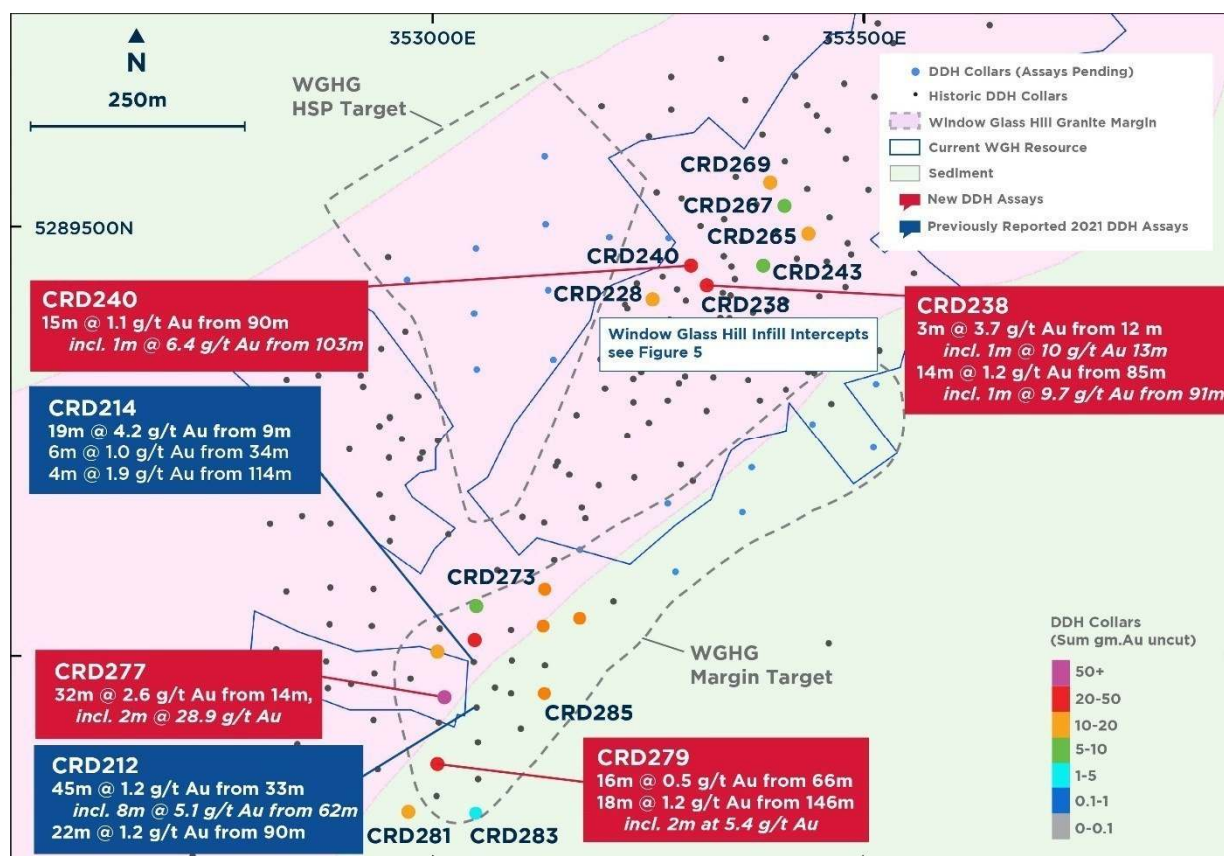 353000E
353500E
N
250m
WGHG
HSP Target
DDH Collars (Assays Pending)
Historic DDH Collars
Window Glass Hill Granite Margin
Current WGH Resource
Sediment
New DDH Assays
Previously Reported 2021 DDH Assays
5289500N
CRD269
CRD267
CRD265
CRD240
CRD243
CRD228
CRD238
CRD240
15m @ 1.1 g/t Au from 90m
incl. 1m @ 6.4 g/t Au from 103m
CRD238
3m @ 3.7 g/t Au from 12 m
incl. 1m @ 10 g/t Au 13m
14m @ 1.2 g/t Au from 85m
incl. 1m @ 9.7 g/t Au from 91m
Window Glass Hill Infill Intercepts
see Figure 5
CRD214
19m @ 4.2 g/t Au from 9m
6m @ 1.0 g/t Au from 34m
4m @ 1.9 g/t Au from 114m
CRD273
WGHG
Margin Target
CRD277
32m @ 2.6 g/t Au from 14m,
incl. 2m @ 28.9 g/t Au
CRD285
CRD212
45m @ 1.2 g/t Au from 33m
incl. 8m @ 5.1 g/t Au from 62m
22m @ 1.2 g/t Au from 90m
CRD279
16m @ 0.5 g/t Au from 66m
18m @ 1.2 g/t Au from 146m
incl. 2m at 5.4 g/t Au
CRD281
CRD283
DDH Collars
(Sum gm.Au uncut)
50+
20-50
10-20
5-10
1-5
0.1-1
0-0.1